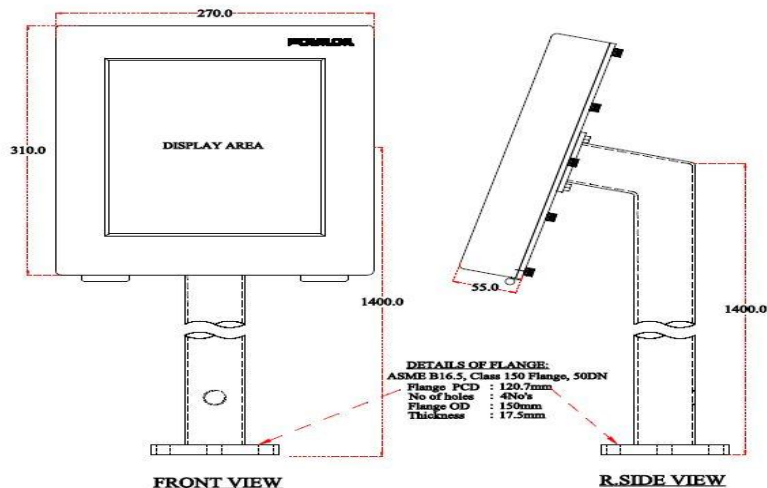 270.0
310.0
DISPLAY AREA
55.0
1400.0
1400.0
DETAILS OF FLANGE:
ASME B16.5, Class 150 Flange, 50DN
Flange PCD : 120.7mm
No of holes : 4No's
Flange OD : 150mm
Thickness : 17.5mm
FRONT VIEW
R.SIDE VIEW